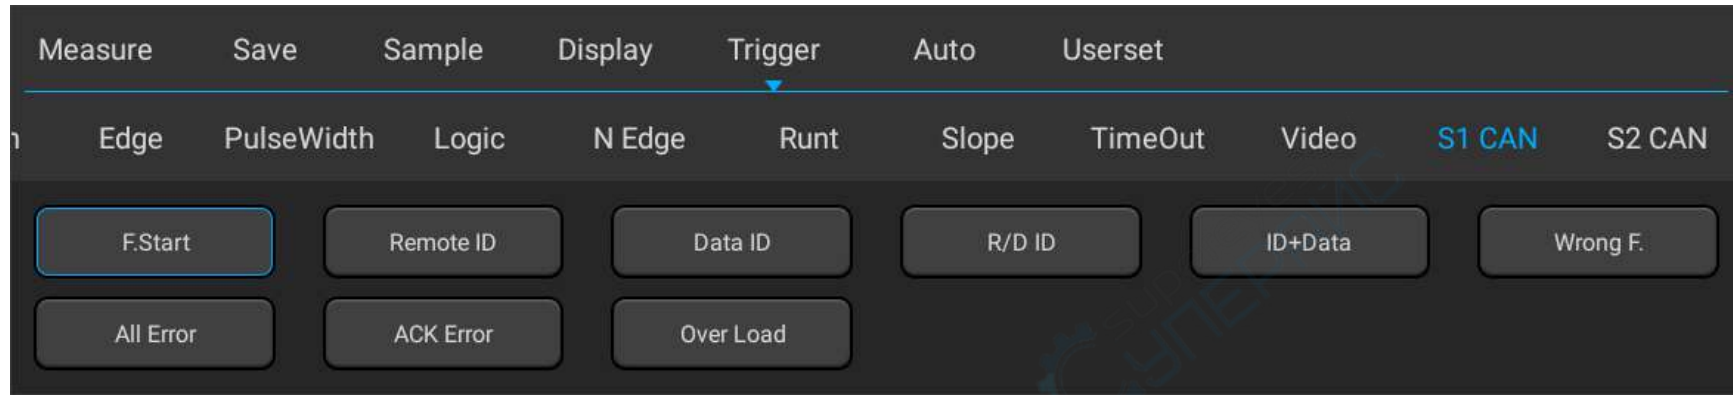 Measure Save Sample Display Trigger Auto Userset
Edge PulseWidth Logic N Edge Runt Slope TimeOut Video S1 CAN S2 CAN
F.Start Remote ID Data ID R/D ID ID+Data Wrong F.
All Error ACK Error Over Load